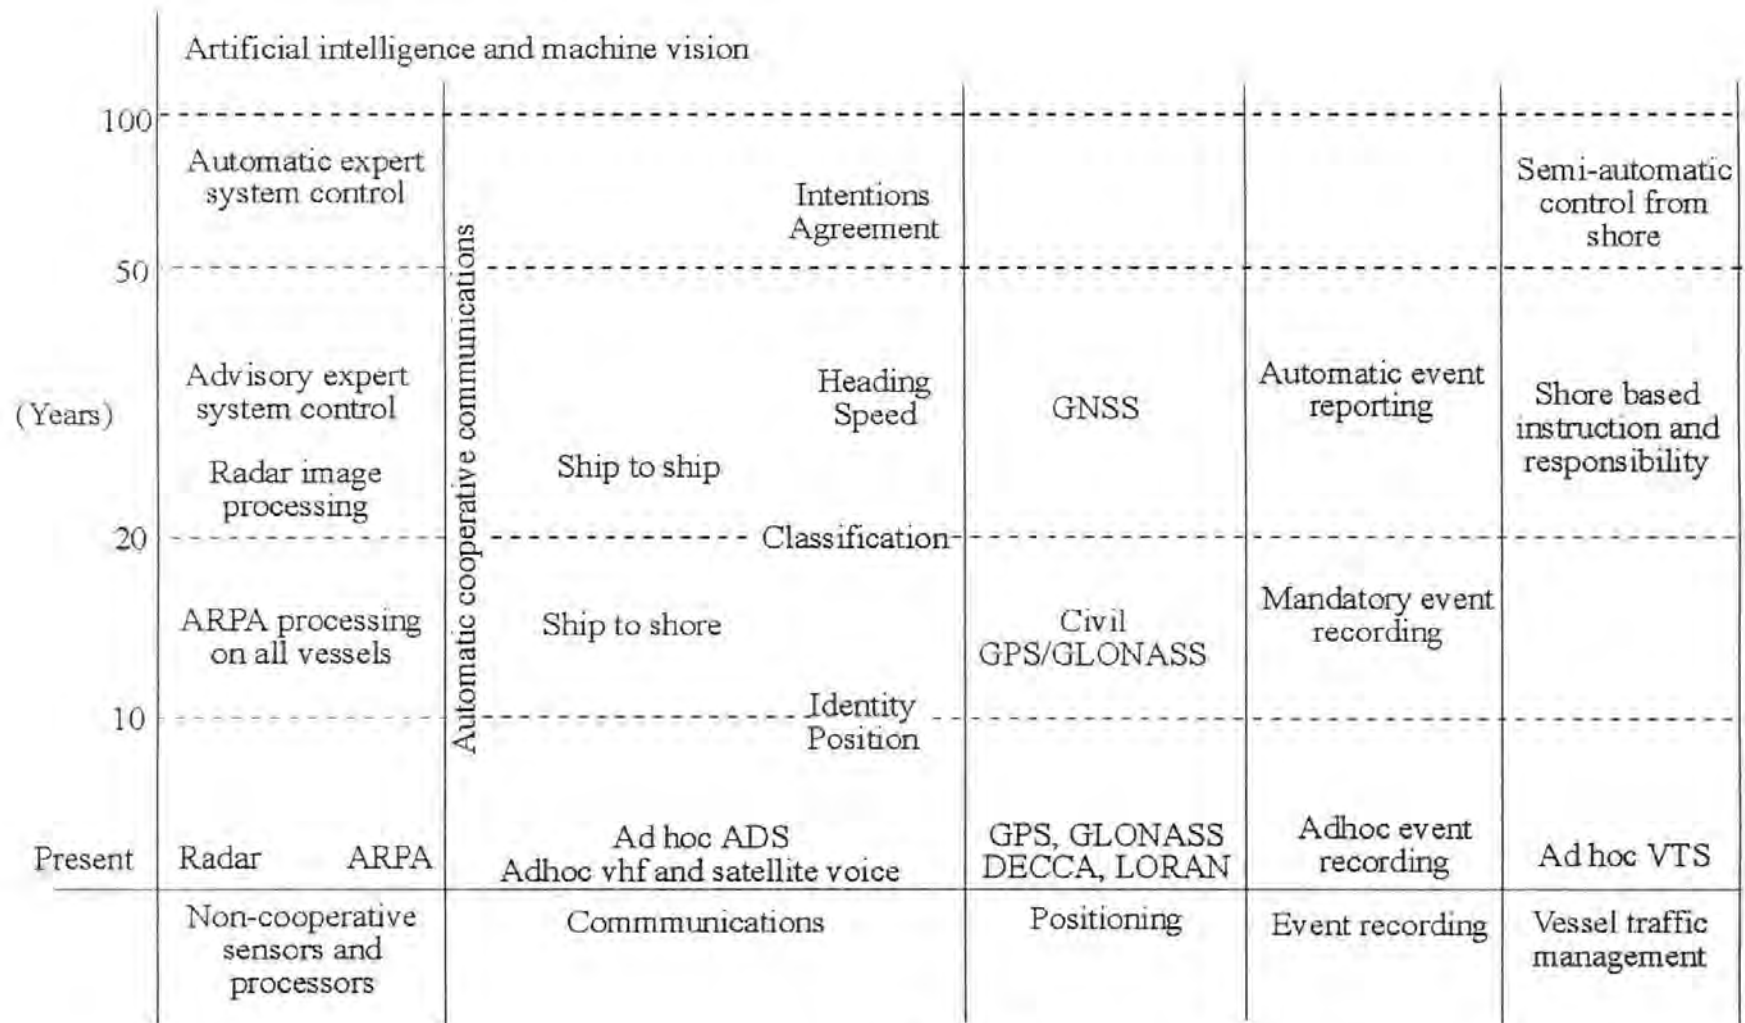 Artificial intelligence and machine vision
100
Automatic expert
system control
Intentions
Agreement
Semi-automatic
control from
shore
50
Automatic cooperative communications
(Years)
Advisory expert
system control
Heading
Speed
GNSS
Automatic event
reporting
Shore based
instruction and
responsibility
Radar image
processing
Ship to ship
20
Classification
ARPA processing
on all vessels
Ship to shore
Civil
GPS/GLONASS
Mandatory event
recording
10
Identity
Position
Present
Radar
ARPA
Ad hoc ADS
Adhoc vhf and satellite voice
GPS, GLONASS
DECCA, LORAN
Adhoc event
recording
Ad hoc VTS
Non-cooperative
sensors and
processors
Commmunications
Positioning
Event recording
Vessel traffic
management